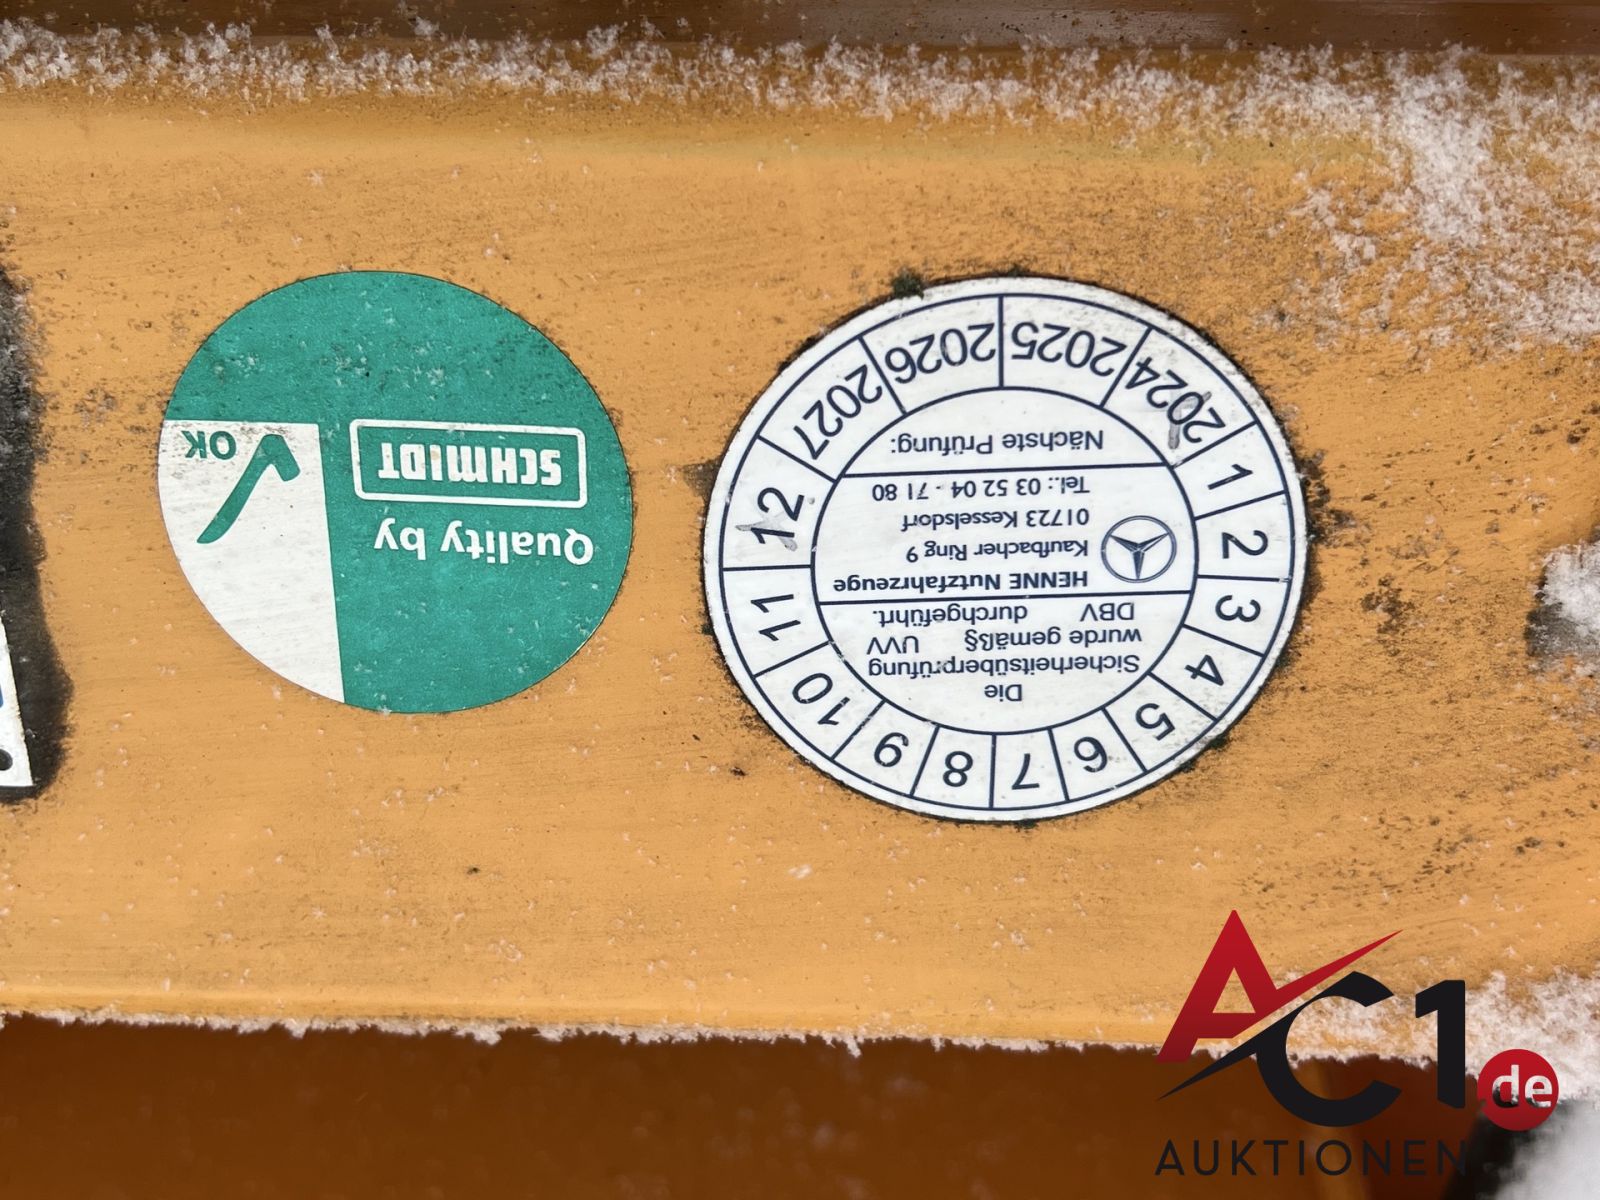 Quality by
SCHMIDT
OK
Die
Sicherheitsüberprüfung
wurde gemäß§ UVV
DBV durchgeführt.
HENNE Nutzfahrzeuge
Kaufbacher Ring 9
01723 Kesselsdorf
Tel.: 03 52 04 - 71 80
Nächste Prüfung:
1 2 3 4 5 6 7 8 9 10 11 12
2024 2025 2026 2027
AC1.de
AUKTIONEN